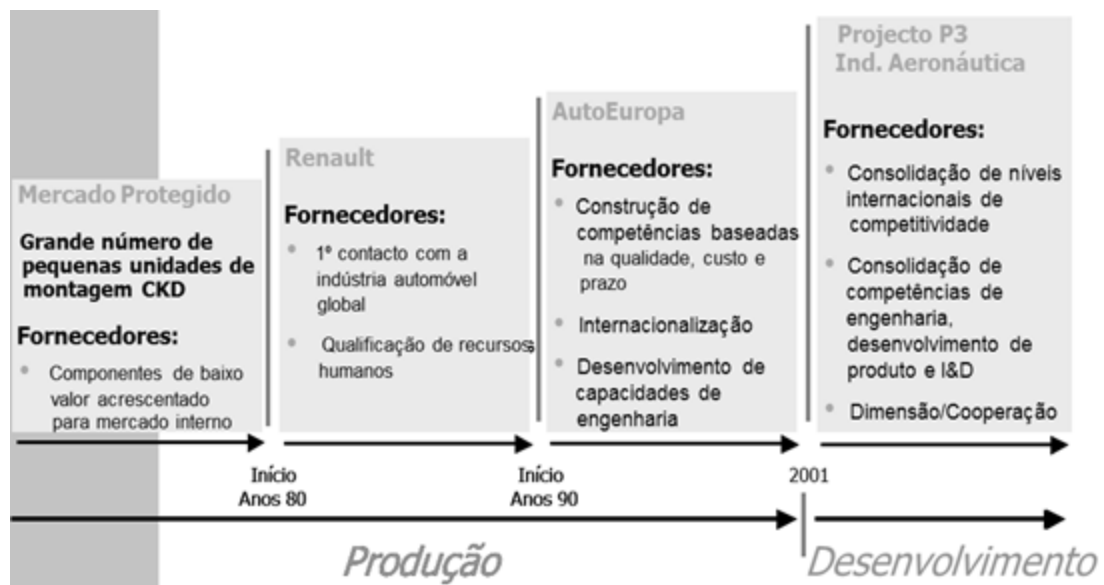 Mercado Protegido
Grande número de
pequenas unidades de
montagem CKD
Fornecedores:
Componentes de baixo
valor acrescentado
para mercado interno
Renault
Fornecedores:
1º contacto com a
indústria automóvel
global
Qualificação de recursos
humanos
AutoEuropa
Fornecedores:
Construção de
competências baseadas
na qualidade, custo e
prazo
Internacionalização
Desenvolvimento de
capacidades de
engenharia
Projecto P3
Ind. Aeronáutica
Fornecedores:
Consolidação de níveis
internacionais de
competitividade
Consolidação de
competências de
engenharia,
desenvolvimento de
produto e I&D
Dimensão/Cooperação
Início
Anos 80
Início
Anos 90
2001
Produção
Desenvolvimento